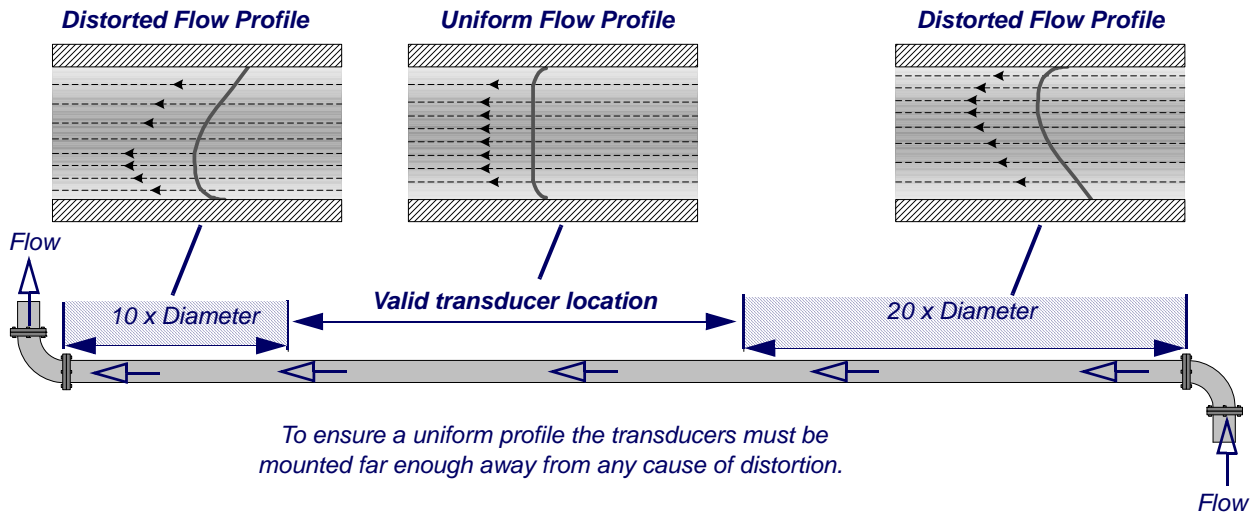 Distorted Flow Profile
Uniform Flow Profile
Distorted Flow Profile
Flow
10 x Diameter
Valid transducer location
20 x Diameter
To ensure a uniform profile the transducers must be
mounted far enough away from any cause of distortion.
Flow